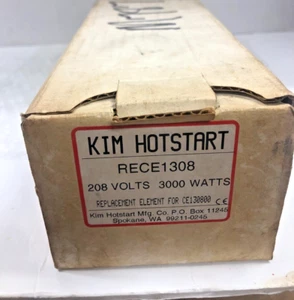 KIM HOTSTART
RECE1308
208 VOLTS 3000 WATTS
REPLACEMENT ELEMENT FOR CE130800 CE
Kim Hotstart Mfg. Co. P.O. Box 11245
Spokane, WA 99211-0245